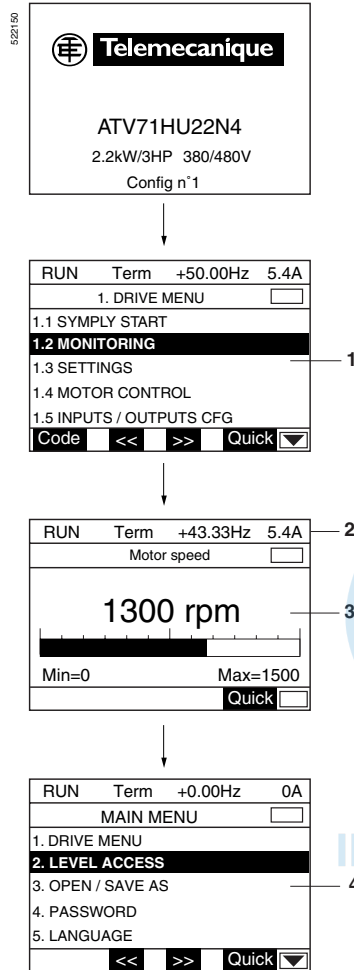 522150
Telemecanique
ATV71HU22N4
2.2kW/3HP 380/480V
Config n°1
RUN Term +50.00Hz 5.4A
1. DRIVE MENU
1.1 SYMPLY START
1.2 MONITORING
1.3 SETTINGS
1.4 MOTOR CONTROL
1.5 INPUTS / OUTPUTS CFG
Code << >> Quick
1
RUN Term +43.33Hz 5.4A
2
Motor speed
1300 rpm
3
Min=0 Max=1500
Quick
RUN Term +0.00Hz 0A
MAIN MENU
1. DRIVE MENU
2. LEVEL ACCESS
3. OPEN / SAVE AS
4
4. PASSWORD
5. LANGUAGE
<< >> Quick